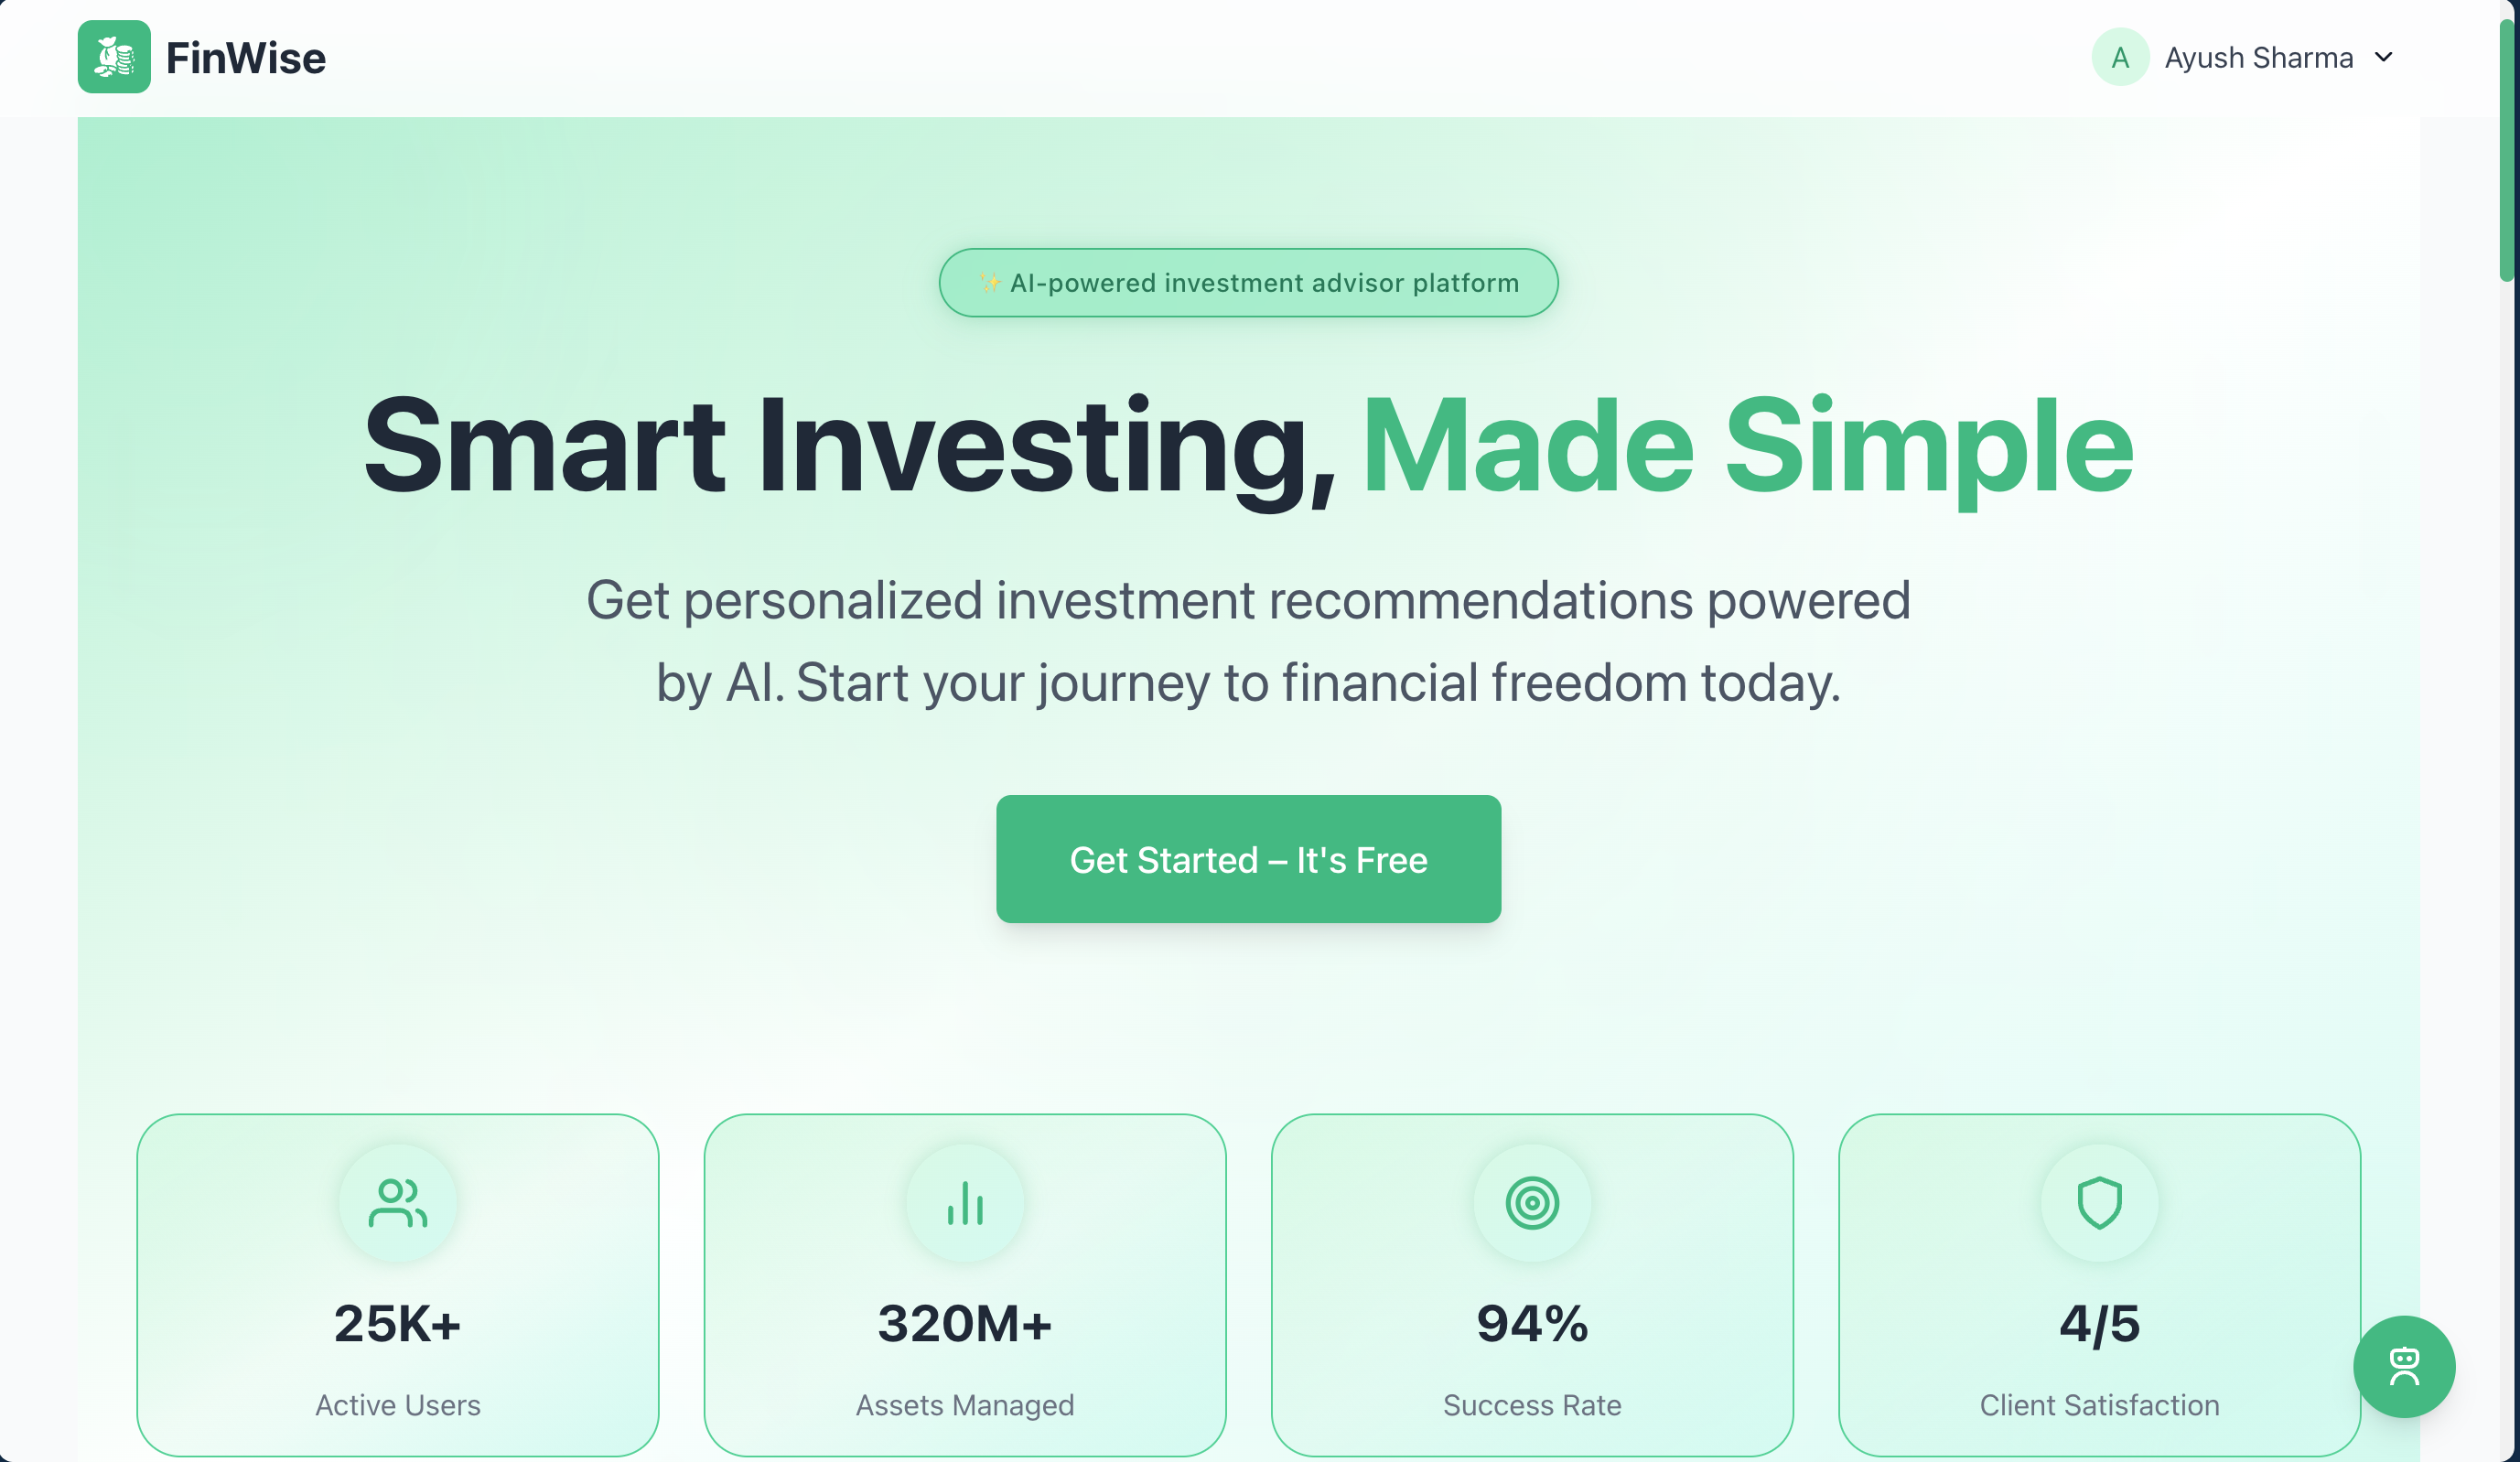 FinWise
A Ayush Sharma
✨ AI-powered investment advisor platform
Smart Investing, Made Simple
Get personalized investment recommendations powered
by AI. Start your journey to financial freedom today.
Get Started – It's Free
25K+
Active Users
320M+
Assets Managed
94%
Success Rate
4/5
Client Satisfaction